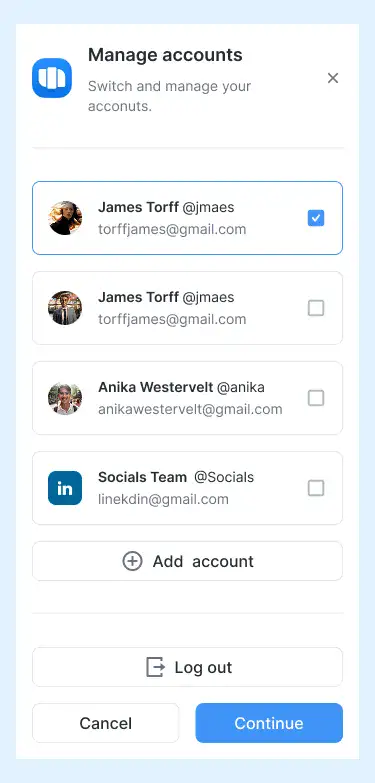 Manage accounts
Switch and manage your
acconuts.
James Torff @jmaes
torffjames@gmail.com
James Torff @jmaes
torffjames@gmail.com
Anika Westervelt @anika
anikawestervelt@gmail.com
Socials Team @Socials
linekdin@gmail.com
in
Add account
Log out
Cancel
Continue